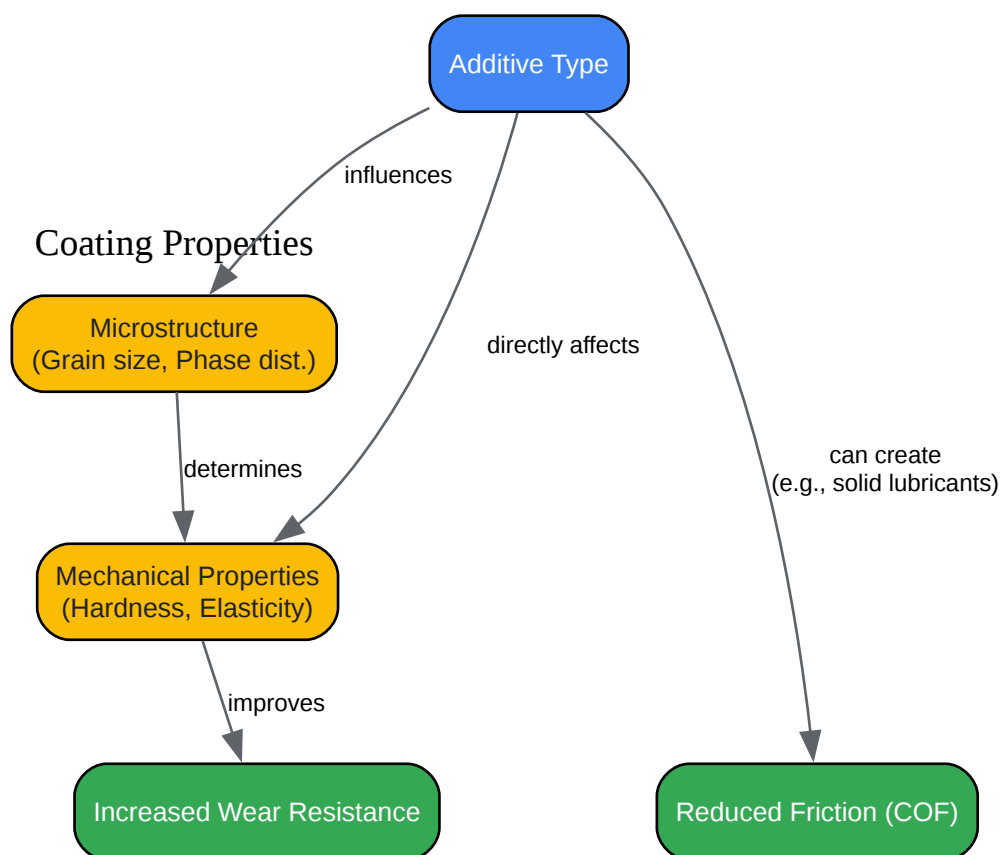 Additive Type
influences
Coating Properties
Microstructure
(Grain size, Phase dist.)
directly affects
determines
can create
(e.g., solid lubricants)
Mechanical Properties
(Hardness, Elasticity)
improves
Increased Wear Resistance
Reduced Friction (COF)